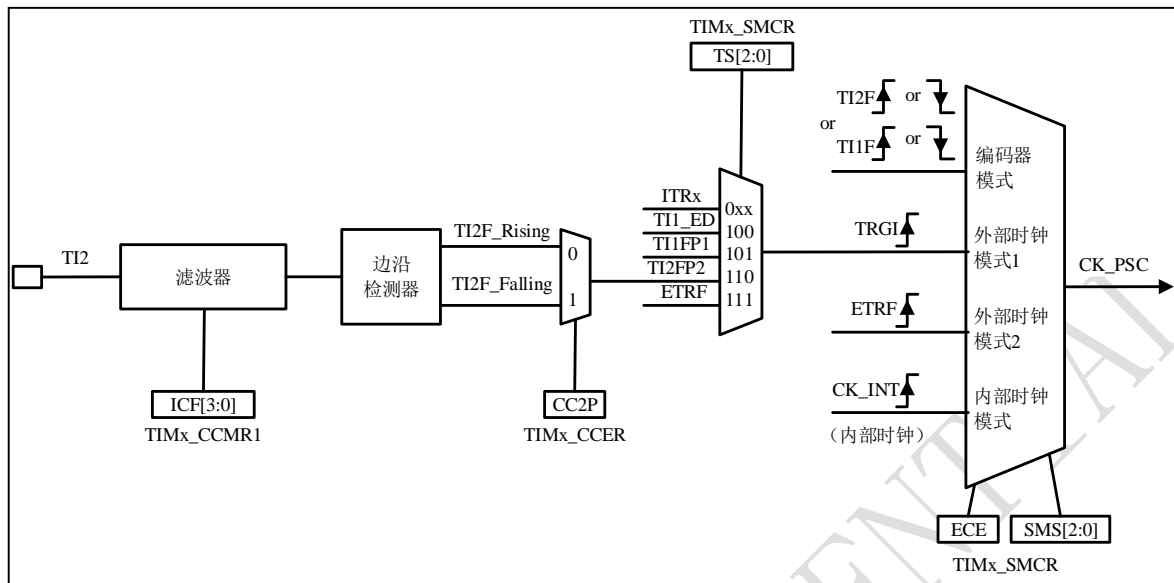 TIMx_SMCR
TS[2:0]
TI2F or
or
TI1F or
编码器
模式
ITRx
0xx
TI1_ED
100
TI1FP1
101
TI2FP2
110
ETRF
111
TRGI
外部时钟
模式1
CK_PSC
TI2
滤波器
边沿
检测器
TI2F_Rising
0
TI2F_Falling
1
ETRF
外部时钟
模式2
CK_INT
内部时钟
模式
（内部时钟）
ICF[3:0]
TIMx_CCMR1
CC2P
TIMx_CCER
ECE
SMS[2:0]
TIMx_SMCR